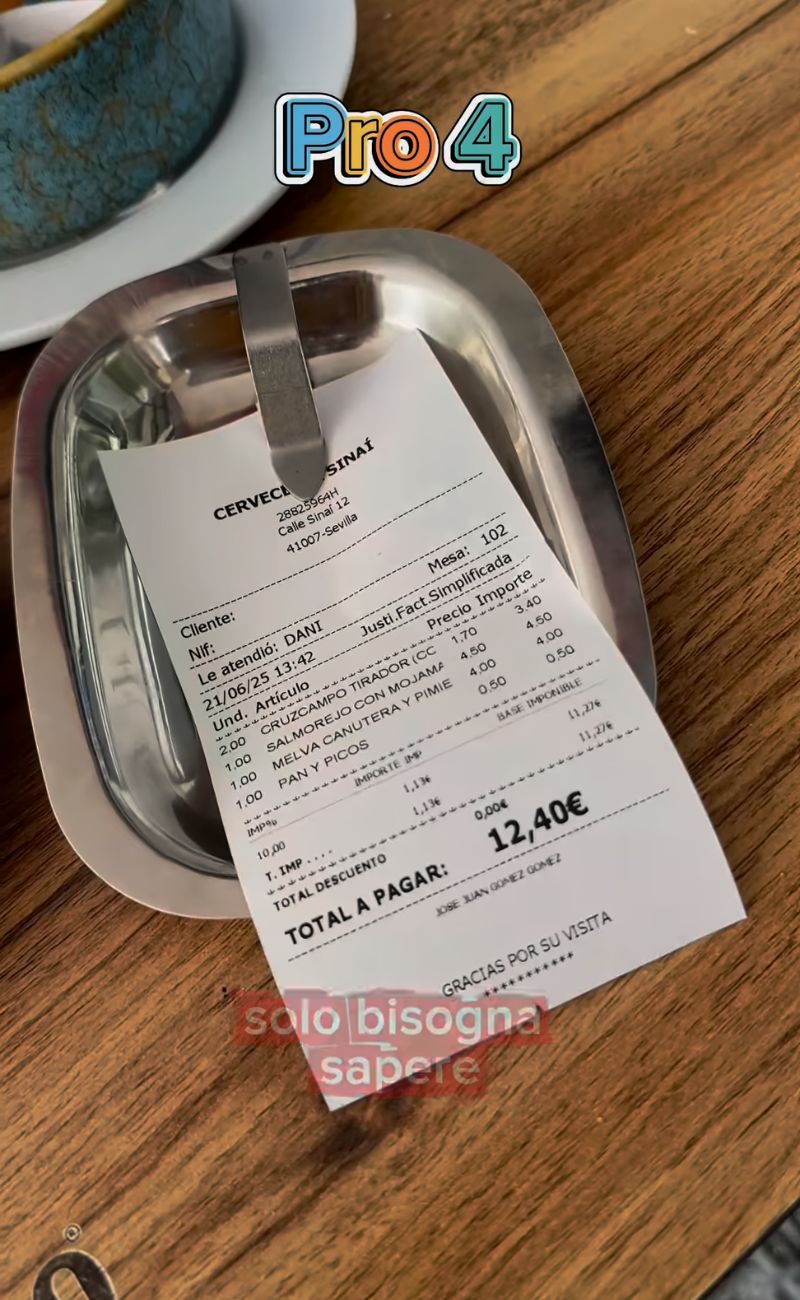 Pro 4
SINAÍ
28825964H
Calle Sinaí 12
41007-Sevilla
Cliente:
Nif: Mesa: 102
Le atendió: DANI
21/06/25 13:42 Justi.Fact.Simplificada
Und. Artículo Precio Importe
2.00 CRUZCAMPO TIRADOR (CC 1,70 3.40
1.00 SALMOREJO CON MOJAMA 4.50 4.50
1.00 MELVA CANUTERA Y PIMIE 4.00 4.00
1.00 PAN Y PICOS 0.50 0.50
IMP% IMPORTE IMP BASE IMPONIBLE
10,00 1,13€ 11,27€
T. IMP . . . . 1,13€ 11,27€
TOTAL DESCUENTO 0,00€
TOTAL A PAGAR: 12,40€
JOSE JUAN GOMEZ GOMEZ
GRACIAS POR SU VISITA
***********
solo bisogna
sapere